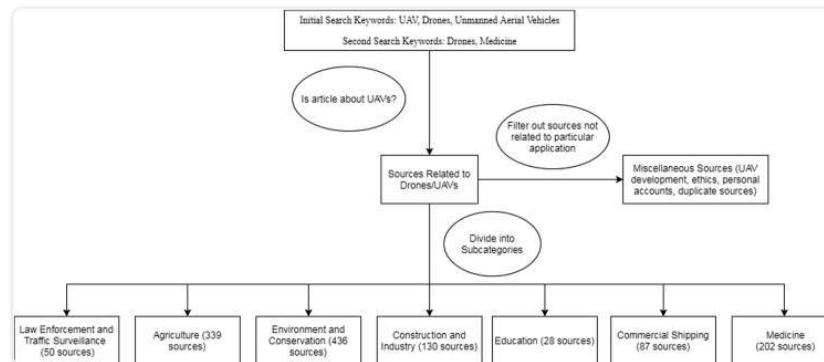 Initial Search Keywords: UAV, Drones, Unmanned Aerial Vehicles
Second Search Keywords: Drones, Medicine
Is article about UAVs?
Filter out sources not
related to particular
application
Sources Related to
Drones/UAVs
Miscellaneous Sources (UAV
development, ethics, personal
accounts, duplicate sources)
Divide into
Subcategories
Law Enforcement and
Traffic Surveillance
(50 sources)
Agriculture (339
sources)
Environment and
Conservation (436
sources)
Construction and
Industry (130 sources)
Education (28 sources)
Commercial Shipping
(87 sources)
Medicine
(202 sources)